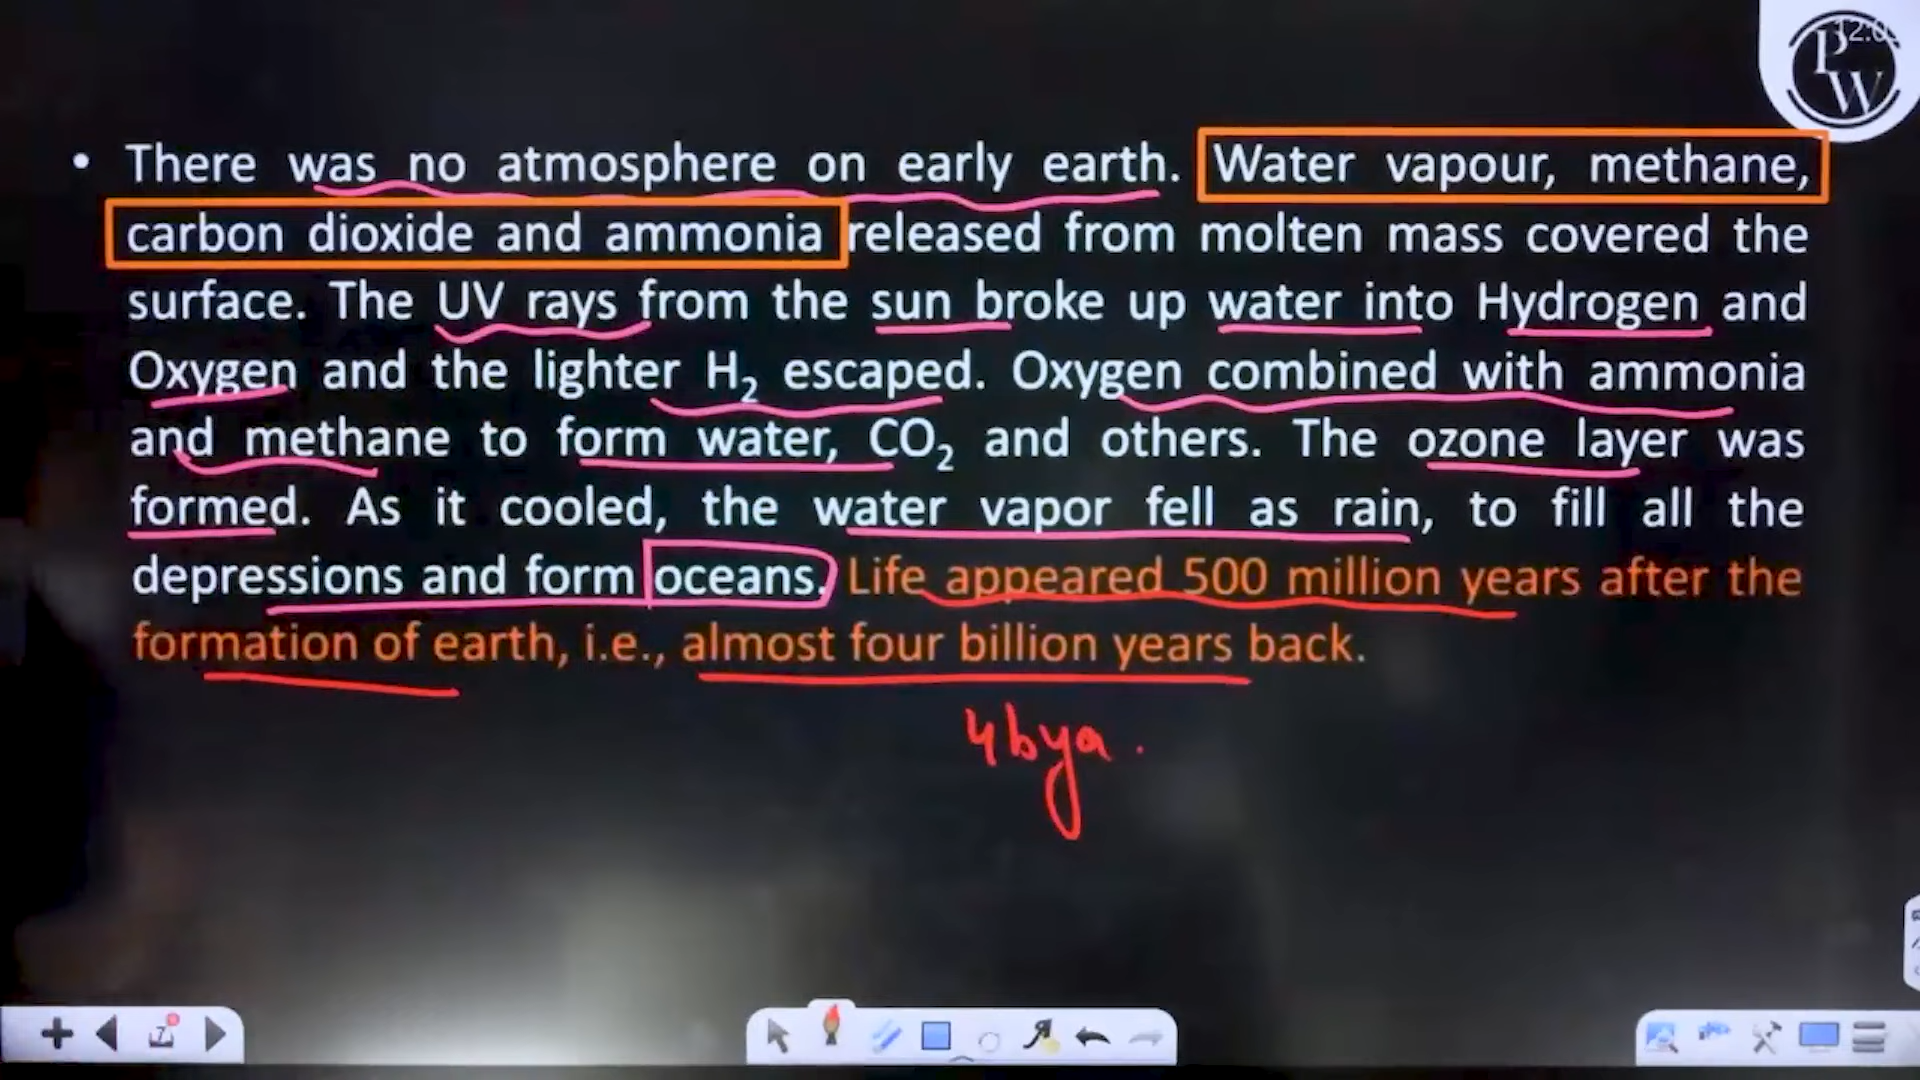 PW
12:0
• There was no atmosphere on early earth. Water vapour, methane,
carbon dioxide and ammonia released from molten mass covered the
surface. The UV rays from the sun broke up water into Hydrogen and
Oxygen and the lighter H₂ escaped. Oxygen combined with ammonia
and methane to form water, CO₂ and others. The ozone layer was
formed. As it cooled, the water vapor fell as rain, to fill all the
depressions and form oceans. Life appeared 500 million years after the
formation of earth, i.e., almost four billion years back.
4bya.
7